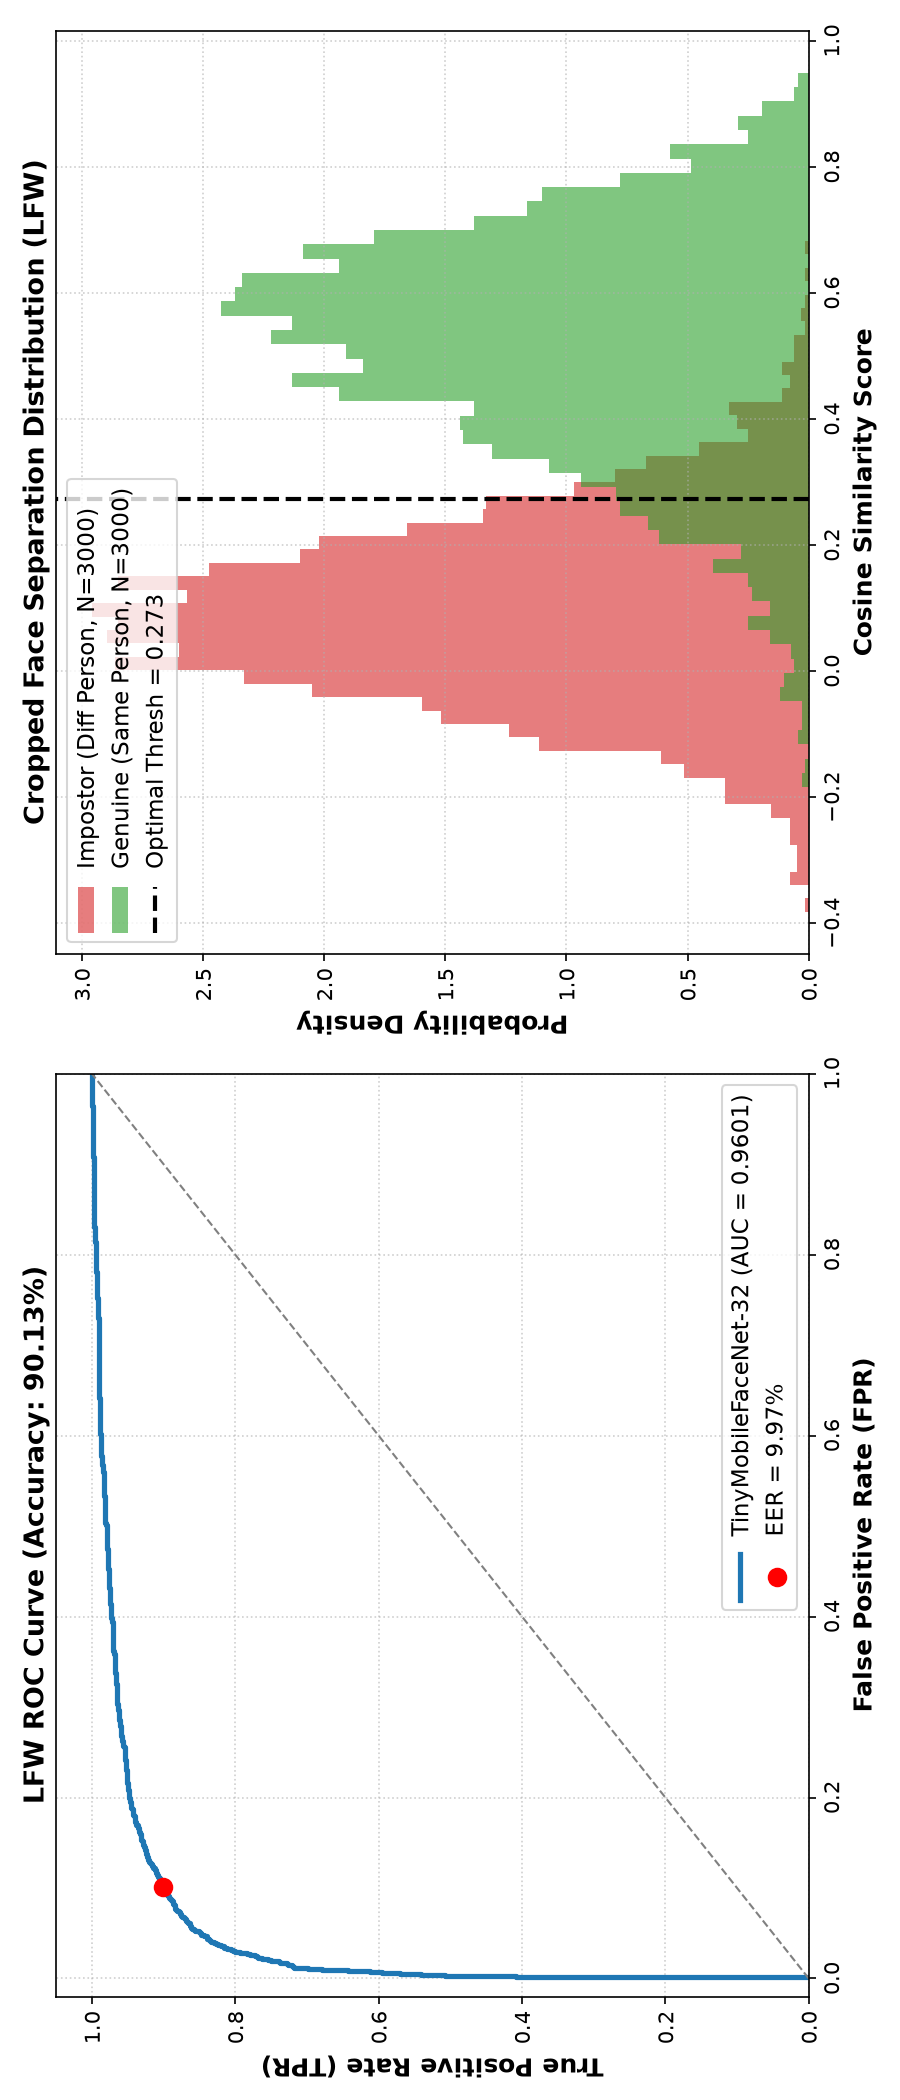 LFW ROC Curve (Accuracy: 90.13%)
True Positive Rate (TPR)
1.0
0.8
0.6
0.4
0.2
0.0
0.0 0.2 0.4 0.6 0.8 1.0
False Positive Rate (FPR)
TinyMobileFaceNet-32 (AUC = 0.9601)
EER = 9.97%
Cropped Face Separation Distribution (LFW)
Probability Density
3.0
2.5
2.0
1.5
1.0
0.5
0.0
−0.4 −0.2 0.0 0.2 0.4 0.6 0.8 1.0
Cosine Similarity Score
Impostor (Diff Person, N=3000)
Genuine (Same Person, N=3000)
Optimal Thresh = 0.273